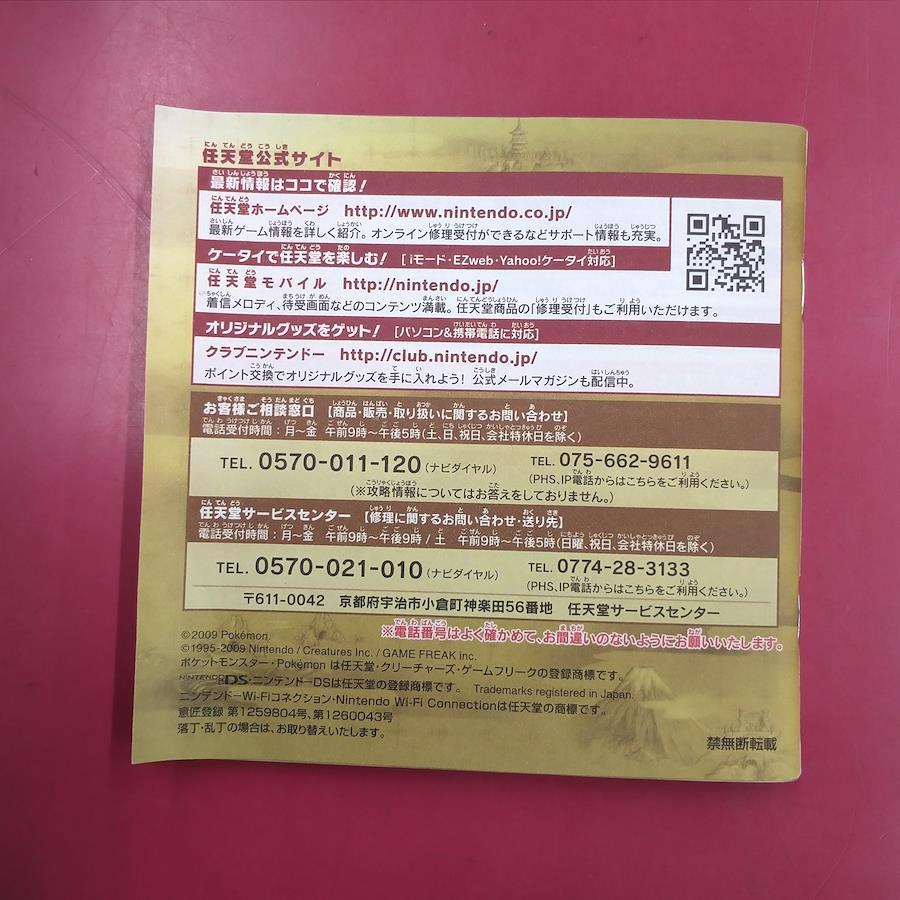 任天堂公式サイト
最新情報はココで確認！
任天堂ホームページ http://www.nintendo.co.jp/
最新ゲーム情報を詳しく紹介。オンライン修理受付ができるなどサポート情報も充実。
ケータイで任天堂を楽しむ！ [iモード・EZweb・Yahoo!ケータイ対応]
任天堂モバイル http://nintendo.jp/
着信メロディ、待受画面などのコンテンツ満載。任天堂商品の「修理受付」もご利用いただけます。
オリジナルグッズをゲット！ [パソコン&携帯電話に対応]
クラブニンテンドー http://club.nintendo.jp/
ポイント交換でオリジナルグッズを手に入れよう！ 公式メールマガジンも配信中。
お客様ご相談窓口 【商品・販売・取り扱いに関するお問い合わせ】
電話受付時間：月～金 午前9時～午後5時(土、日、祝日、会社特休日を除く)
TEL. 0570-011-120 (ナビダイヤル) TEL. 075-662-9611
(PHS、IP電話からはこちらをご利用ください。)
(※攻略情報についてはお答えをしておりません。)
任天堂サービスセンター 【修理に関するお問い合わせ・送り先】
電話受付時間：月～金 午前9時～午後9時 / 土 午前9時～午後5時(日曜、祝日、会社特休日を除く)
TEL. 0570-021-010 (ナビダイヤル) TEL. 0774-28-3133
(PHS、IP電話からはこちらをご利用ください。)
〒611-0042 京都府宇治市小倉町神楽田56番地 任天堂サービスセンター
※電話番号はよく確かめて、お間違いのないようにお願いいたします。
©2009 Pokémon.
©1995-2009 Nintendo / Creatures Inc. / GAME FREAK inc.
ポケットモンスター・Pokémon は任天堂・クリーチャーズ・ゲームフリークの登録商標です。
NINTENDO DS・ニンテンドーDSは任天堂の登録商標です。 Trademarks registered in Japan.
ニンテンドーWi-Fiコネクション・Nintendo Wi-Fi Connectionは任天堂の商標です。
意匠登録 第1259804号、第1260043号
落丁・乱丁の場合は、お取り替えいたします。
禁無断転載